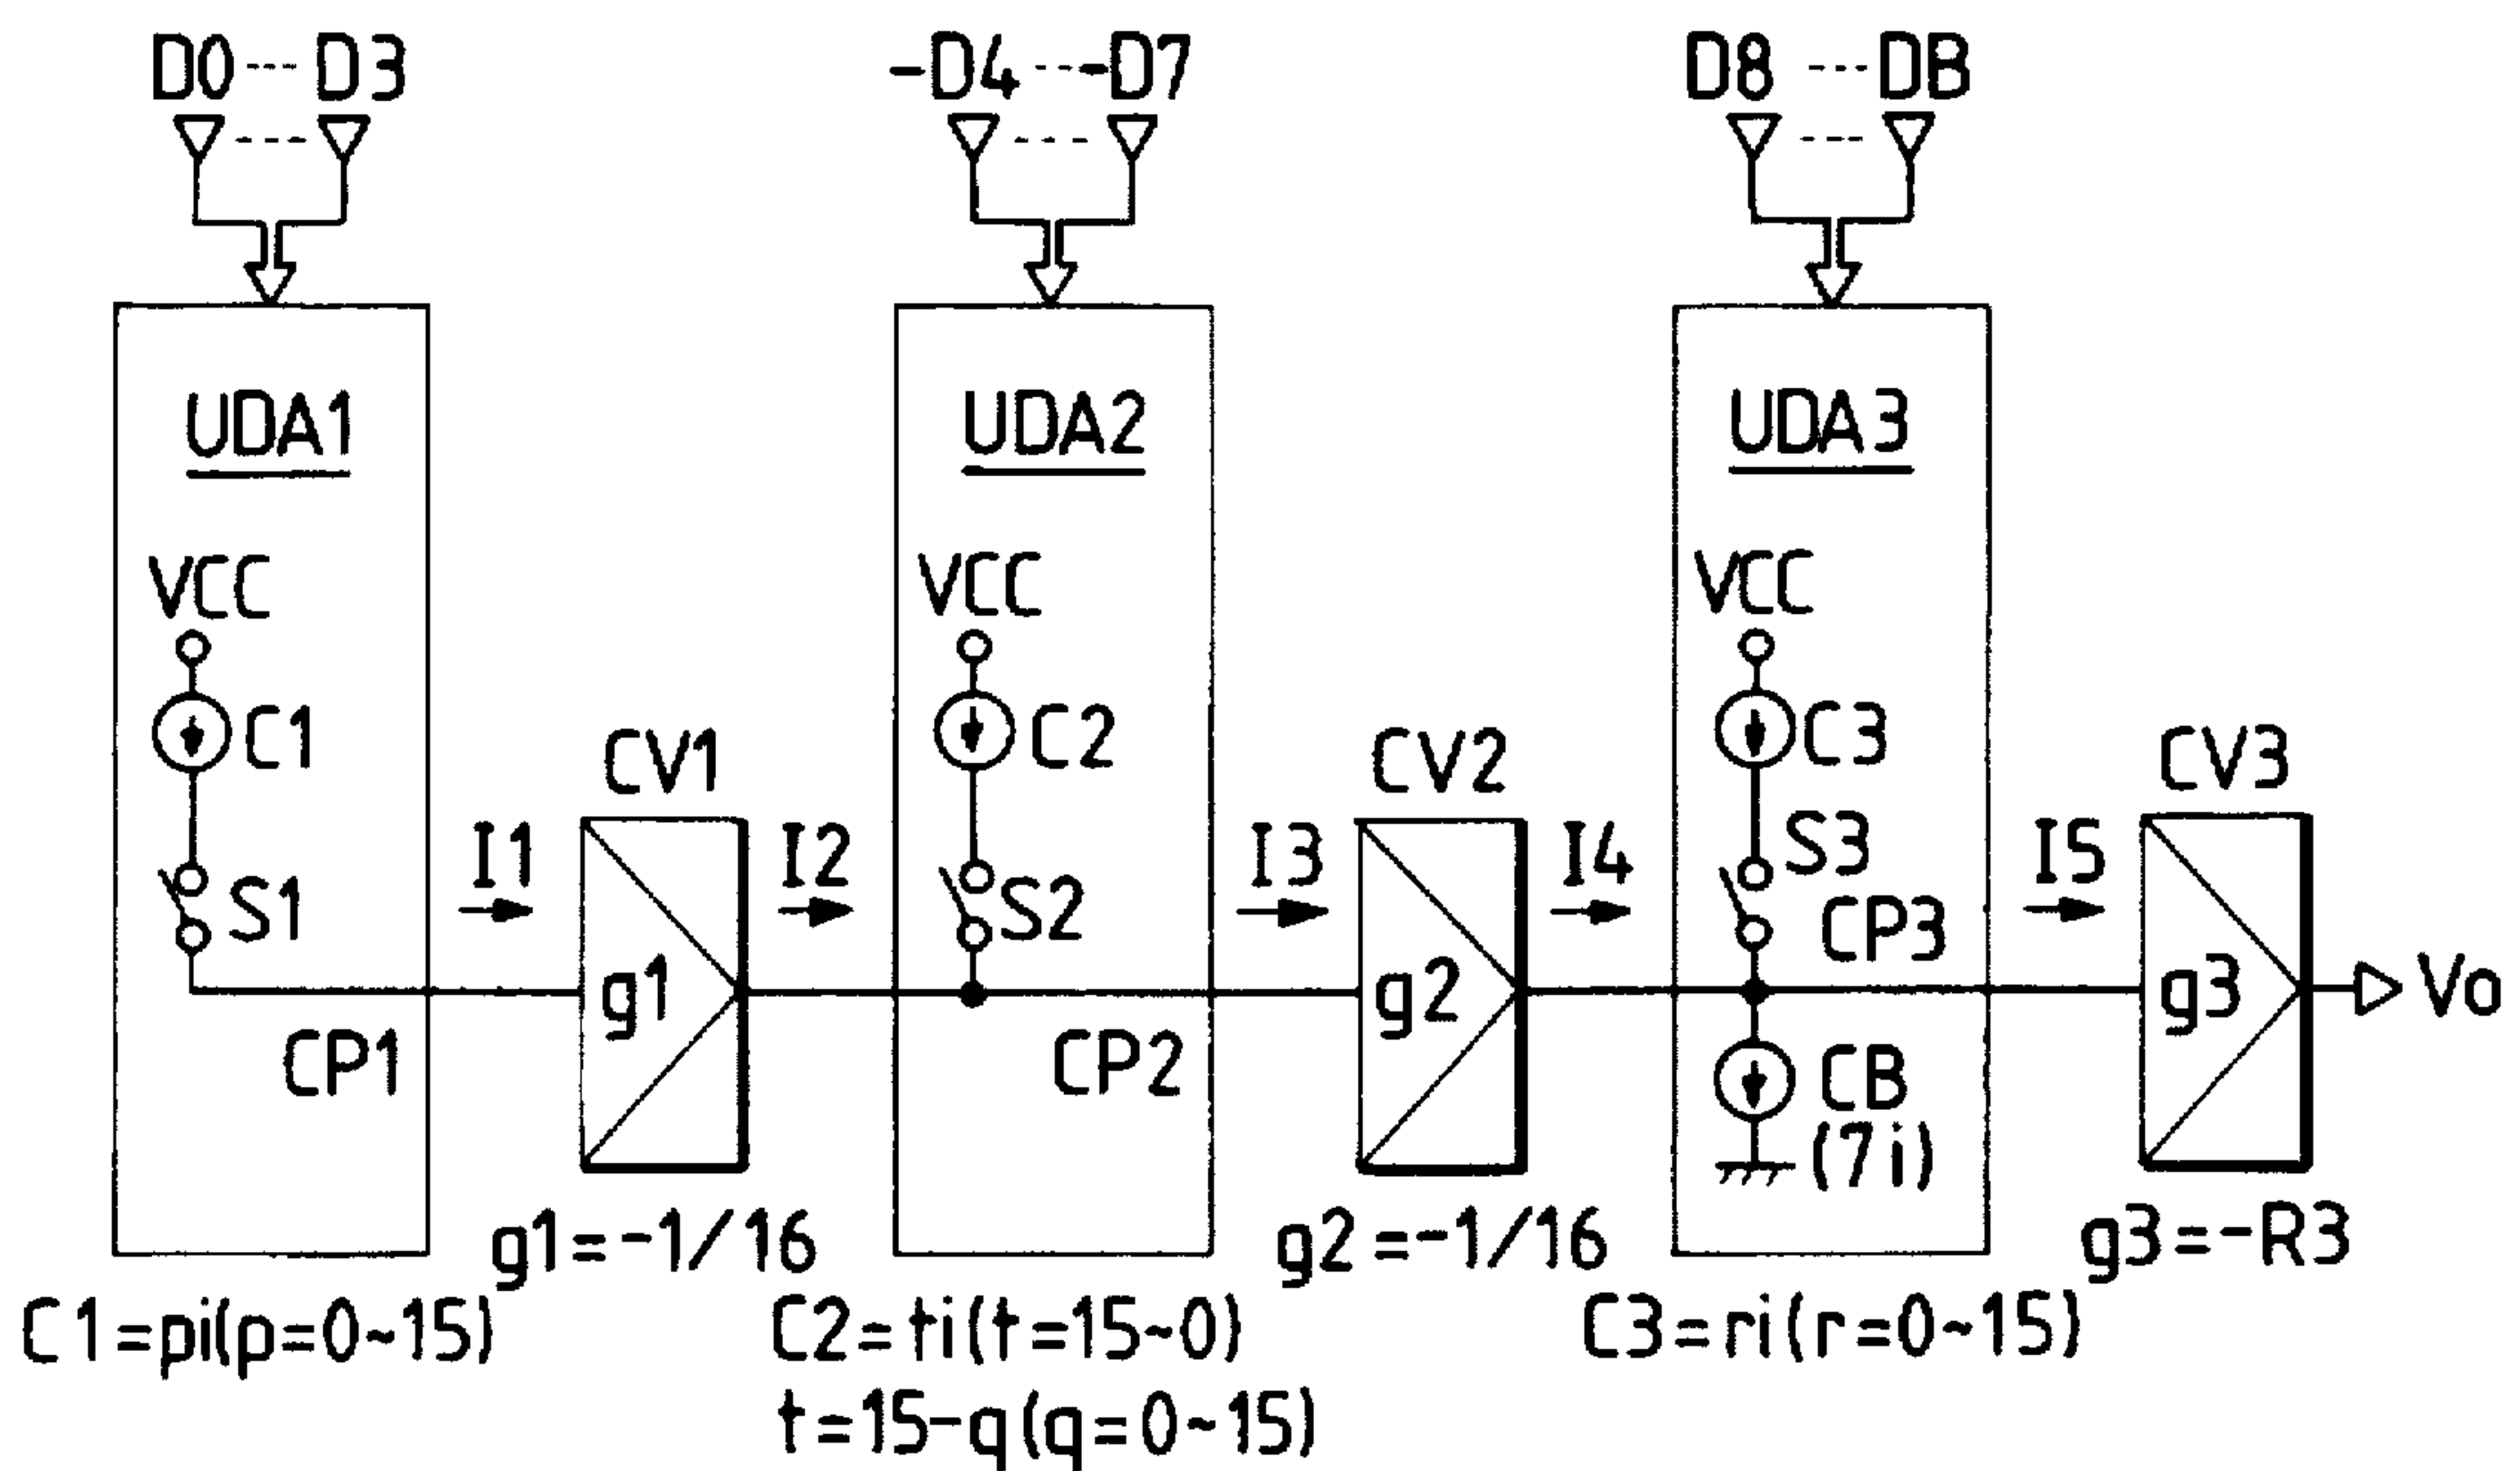 D0 --- D3
-D4 --- -D7
D8 --- DB
UDA1
UDA2
UDA3
VCC
VCC
VCC
C1
C2
C3
CV1
CV2
CV3
I1
I2
I3
I4
S3
I5
S1
S2
CP3
g1
g2
g3
Vo
CP1
CP2
CB
(7i)
g1=-1/16
g2=-1/16
g3=-R3
C1=pi(p=0~15)
C2=ti(t=15~0)
C3=ri(r=0~15)
t=15-q(q=0~15)